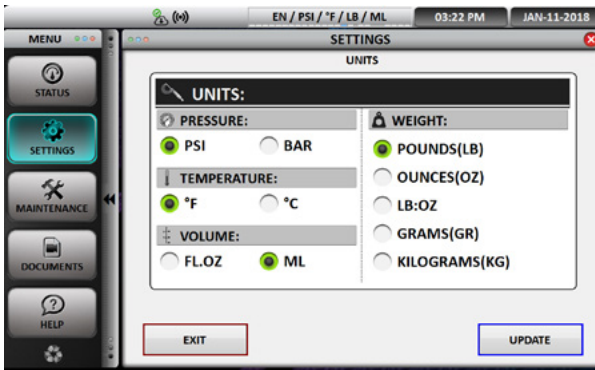 EN / PSI / °F / LB / ML 03:22 PM JAN-11-2018
MENU SETTINGS
UNITS
STATUS
SETTINGS
MAINTENANCE
DOCUMENTS
HELP
UNITS:
PRESSURE:
PSI BAR
TEMPERATURE:
°F °C
VOLUME:
FL.OZ ML
WEIGHT:
POUNDS(LB)
OUNCES(OZ)
LB:OZ
GRAMS(GR)
KILOGRAMS(KG)
EXIT UPDATE